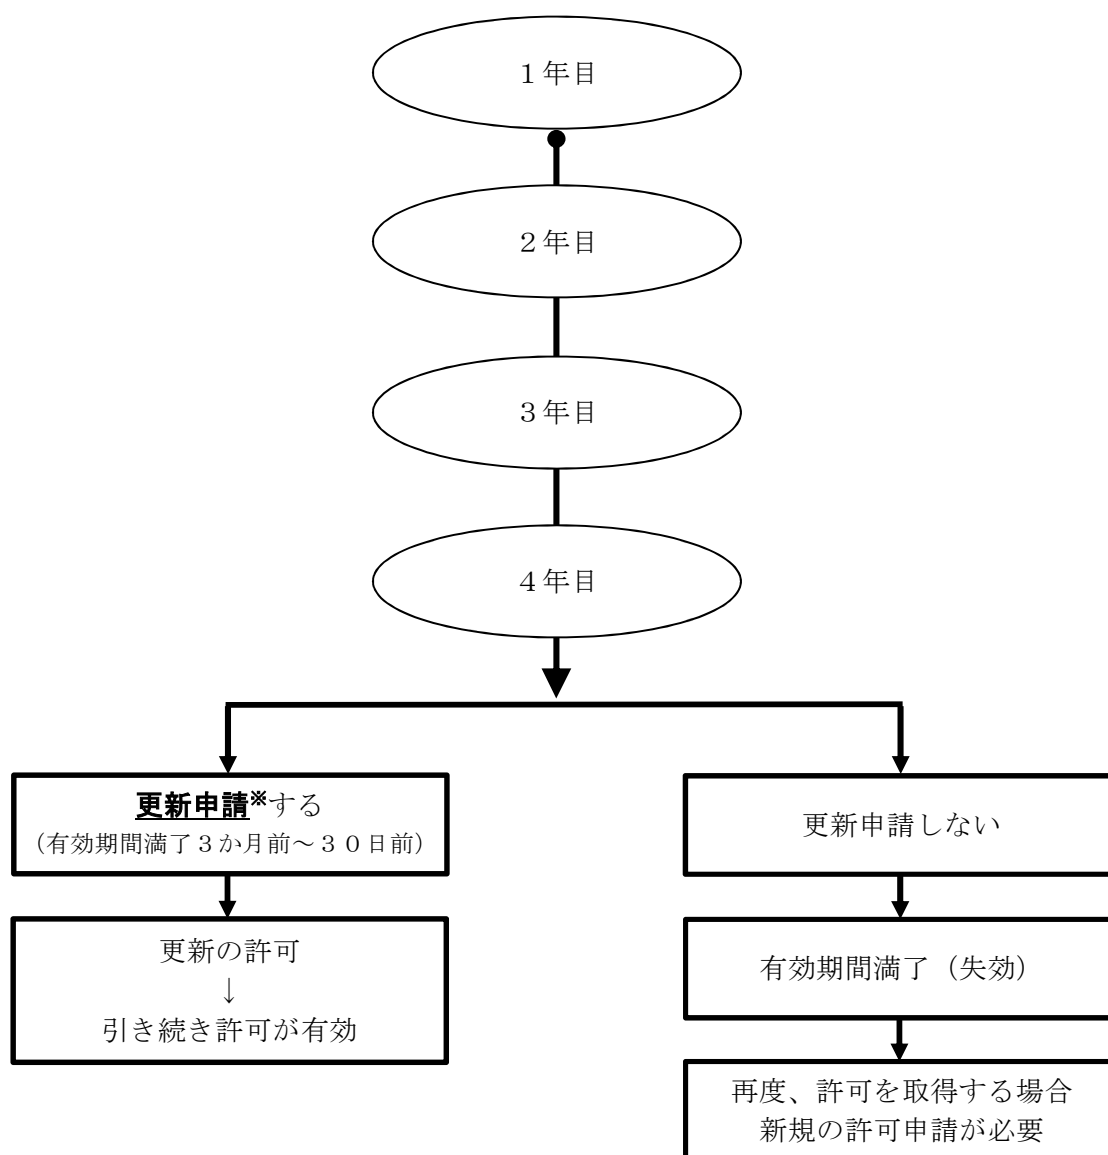 １年目
２年目
３年目
４年目
更新申請※する
（有効期間満了３か月前～３０日前）
更新の許可
↓
引き続き許可が有効
更新申請しない
有効期間満了（失効）
再度、許可を取得する場合
新規の許可申請が必要